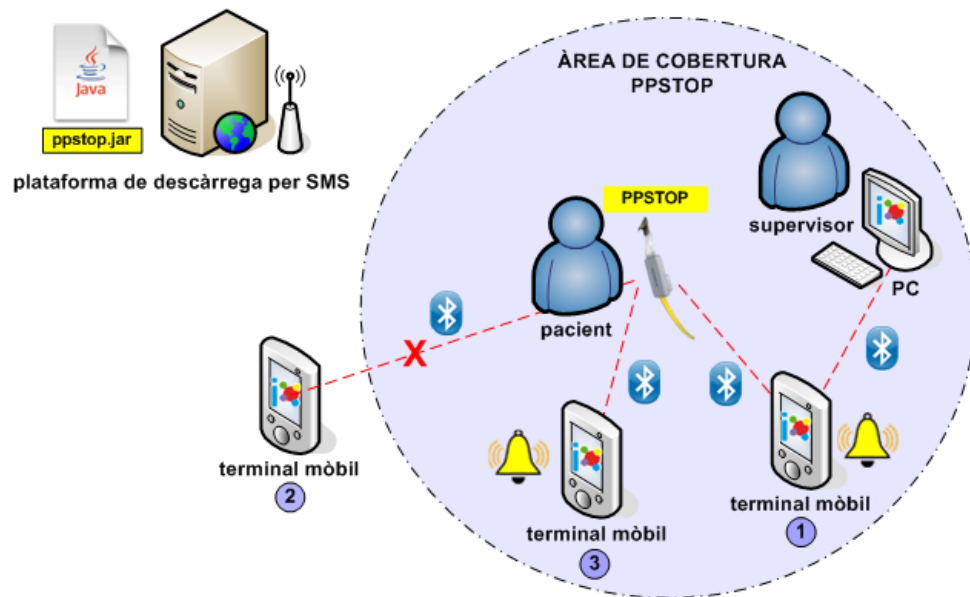 Java
ppstop.jar
plataforma de descàrrega per SMS
ÀREA DE COBERTURA
PPSTOP
supervisor
PC
PPSTOP
pacient
X
terminal mòbil
2
terminal mòbil
3
terminal mòbil
1